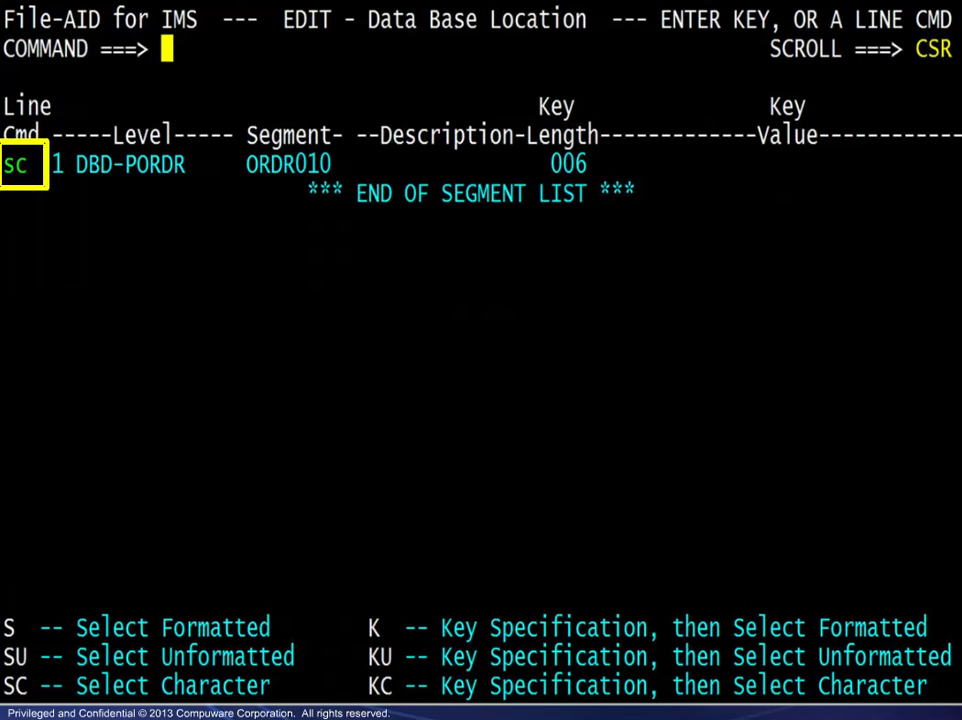 File-AID for IMS --- EDIT - Data Base Location --- ENTER KEY, OR A LINE CMD
COMMAND ===> SCROLL ===> CSR
Line Key Key
Cmd -----Level----- Segment- --Description-Length-------------Value------------
sc 1 DBD-PORDR ORDR010 006
*** END OF SEGMENT LIST ***
S -- Select Formatted K -- Key Specification, then Select Formatted
SU -- Select Unformatted KU -- Key Specification, then Select Unformatted
SC -- Select Character KC -- Key Specification, then Select Character
Privileged and Confidential © 2013 Compuware Corporation. All rights reserved.